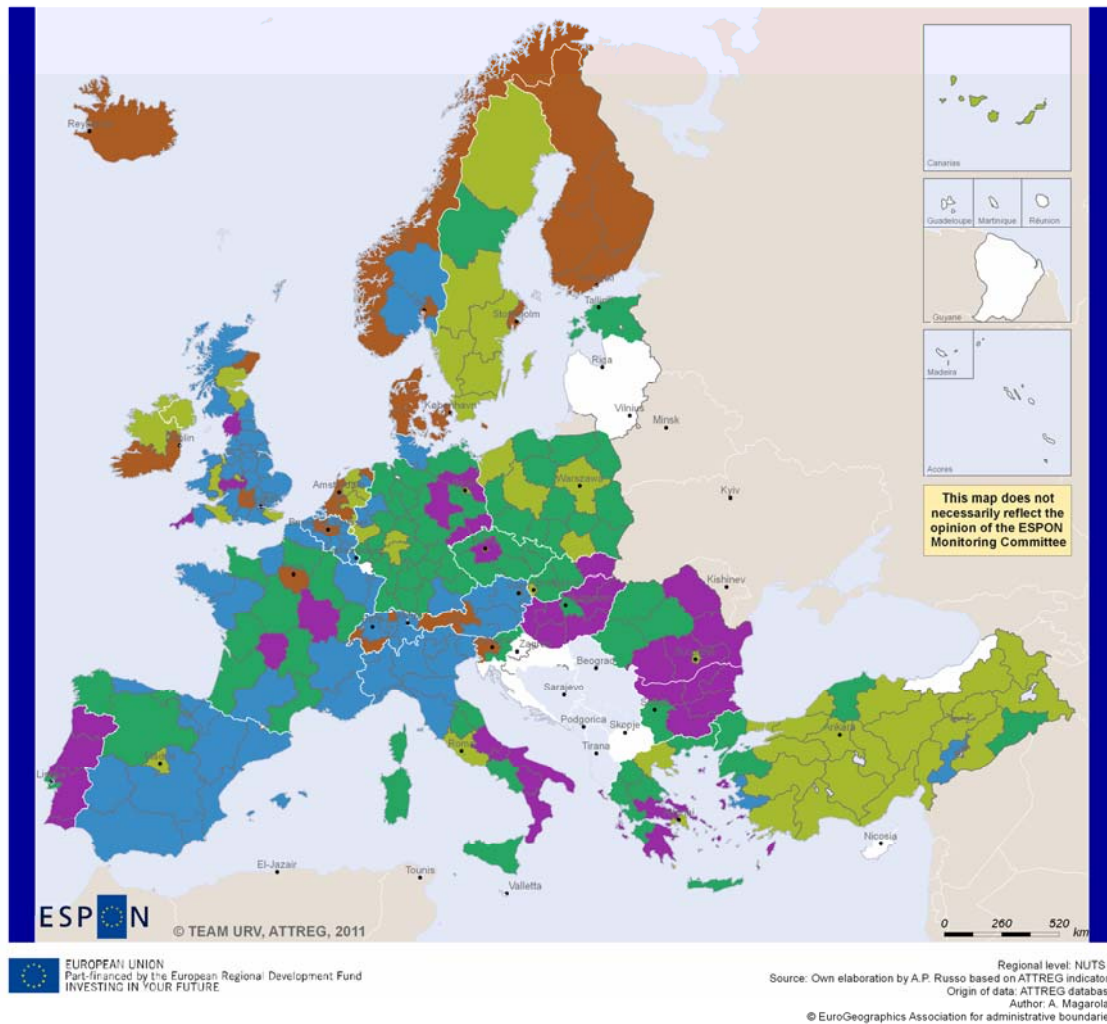 Reykjavik
Tallinn
Stockholm
Riga
København
Vilnius
Minsk
Warszawa
Kyiv
Kishinev
Zagreb
Beograd
Sarajevo
Podgorica
Skopje
Tirana
Roma
Ankara
Nicosia
El-Jazair
Tounis
Valletta
Canarias
Guadeloupe
Martinique
Réunion
Guyane
Madeira
Acores
This map does not
necessarily reflect the
opinion of the ESPON
Monitoring Committee
ESPON
© TEAM URV, ATTREG, 2011
0 260 520
km
EUROPEAN UNION
Part-financed by the European Regional Development Fund
INVESTING IN YOUR FUTURE
Regional level: NUTS
Source: Own elaboration by A.P. Russo based on ATTREG indicator
Origin of data: ATTREG databas
Author: A. Magarola
© EuroGeographics Association for administrative boundarie